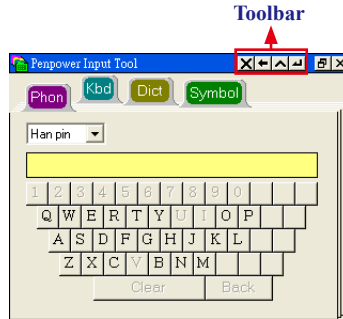 Toolbar
Penpower Input Tool
Phon Kbd Dict Symbol
Han pin
1 2 3 4 5 6 7 8 9 0
Q W E R T Y U I O P
A S D F G H J K L
Z X C V B N M
Clear Back